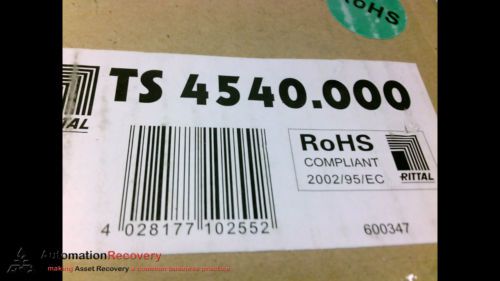 RoHS
TS 4540.000
RITTAL
RoHS
COMPLIANT
2002/95/EC
RITTAL
4 028177 102552
600347
AutomationRecovery
making Asset Recovery a common business practice